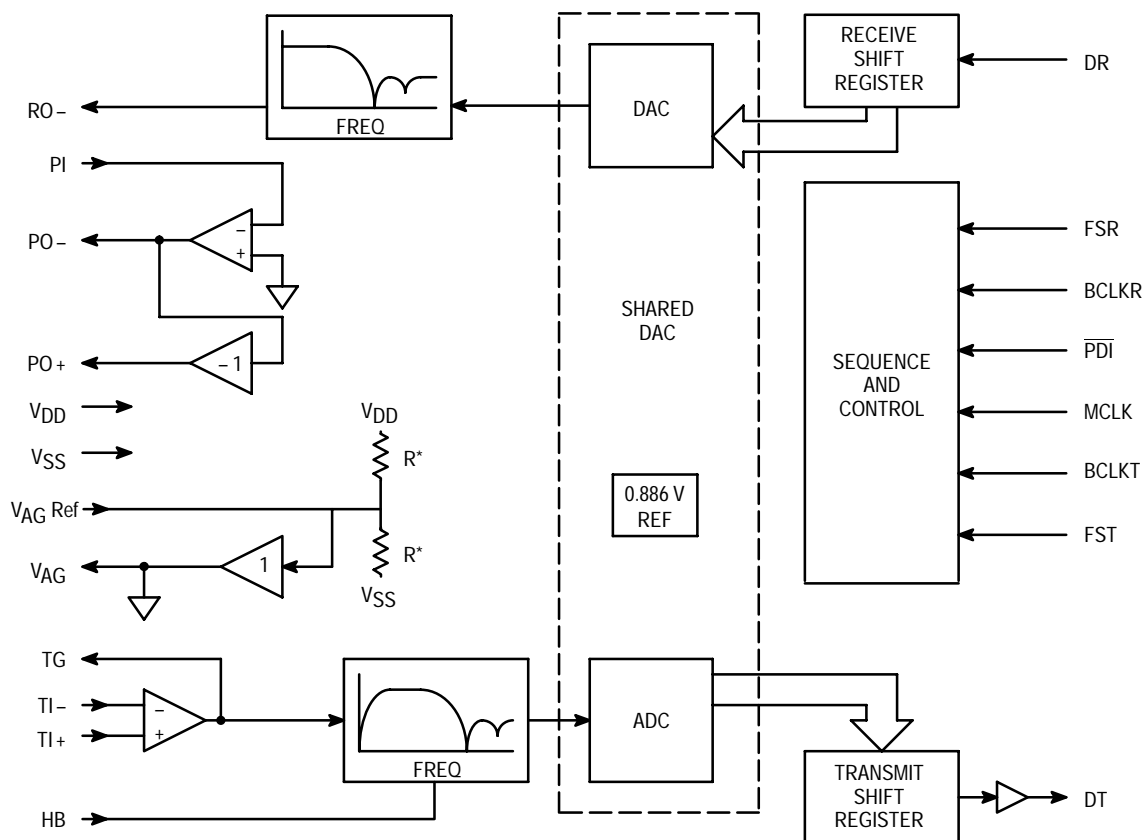 RECEIVE
SHIFT
REGISTER
DR
DAC
RO –
FREQ
PI
FSR
PO –
–
+
BCLKR
SHARED
DAC
PDI
PO +
– 1
SEQUENCE
AND
CONTROL
VDD
VDD
MCLK
VSS
R*
BCLKT
0.886 V
REF
VAG Ref
FST
R*
VAG
1
VSS
TG
TI –
–
ADC
TI +
+
FREQ
TRANSMIT
SHIFT
REGISTER
DT
HB